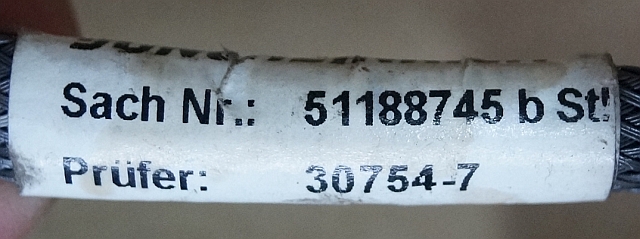 Sach Nr.: 51188745 b St!
Prüfer: 30754-7